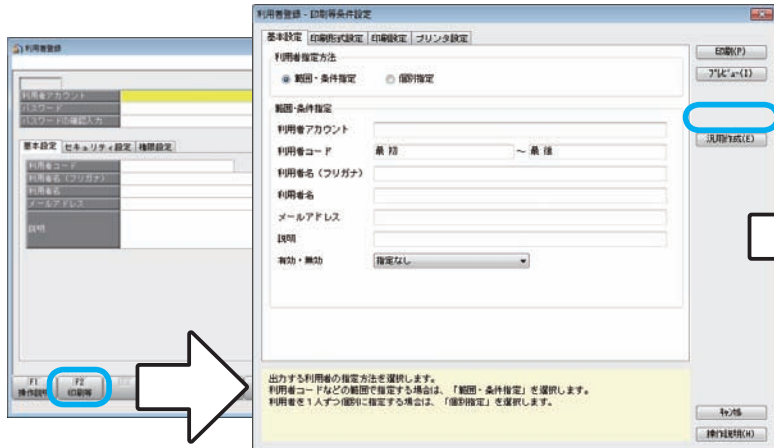 利用者登録
利用者アカウント
パスワード
パスワードの確認入力
基本設定 セキュリティ設定 権限設定
利用者コード
利用者名（フリガナ）
利用者名
メールアドレス
説明
F1 操作説明
F2 印刷等
利用者登録 - 印刷等条件設定
基本設定 印刷形式設定 印刷設定 プリンタ設定
利用者指定方法
範囲・条件指定 個別指定
範囲・条件指定
利用者アカウント
利用者コード 最初 ～ 最後
利用者名（フリガナ）
利用者名
メールアドレス
説明
有効・無効 指定なし
出力する利用者の指定方法を選択します。
利用者コードなどの範囲で指定する場合は、「範囲・条件指定」を選択します。
利用者を1人ずつ個別に指定する場合は、「個別指定」を選択します。
印刷(P)
プレビュー(I)
汎用作成(E)
キャンセル
操作説明(H)